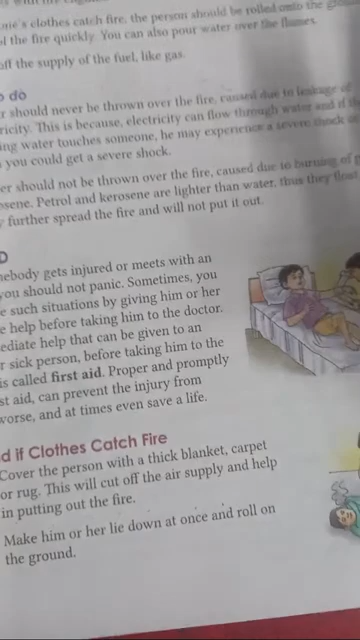 one's clothes catch fire, the person should be rolled onto the
the fire quickly. You can also pour water over the flames.
off the supply of the fuel, like gas.
do
r should never be thrown over the fire, caused due to leakage of
ricity. This is because, electricity can flow through water and if
ing water touches someone, he may experience a severe shock
you could get a severe shock.
er should not be thrown over the fire, caused due to burning of
osene. Petrol and kerosene are lighter than water, thus they float
further spread the fire and will not put it out.
D
nebody gets injured or meets with an
you should not panic. Sometimes, you
e such situations by giving him or her
e help before taking him to the doctor.
ediate help that can be given to an
r sick person, before taking him to the
is called first aid. Proper and promptly
st aid, can prevent the injury from
worse, and at times even save a life.
d if Clothes Catch Fire
Cover the person with a thick blanket, carpet
or rug. This will cut off the air supply and help
in putting out the fire.
Make him or her lie down at once and roll on
the ground.